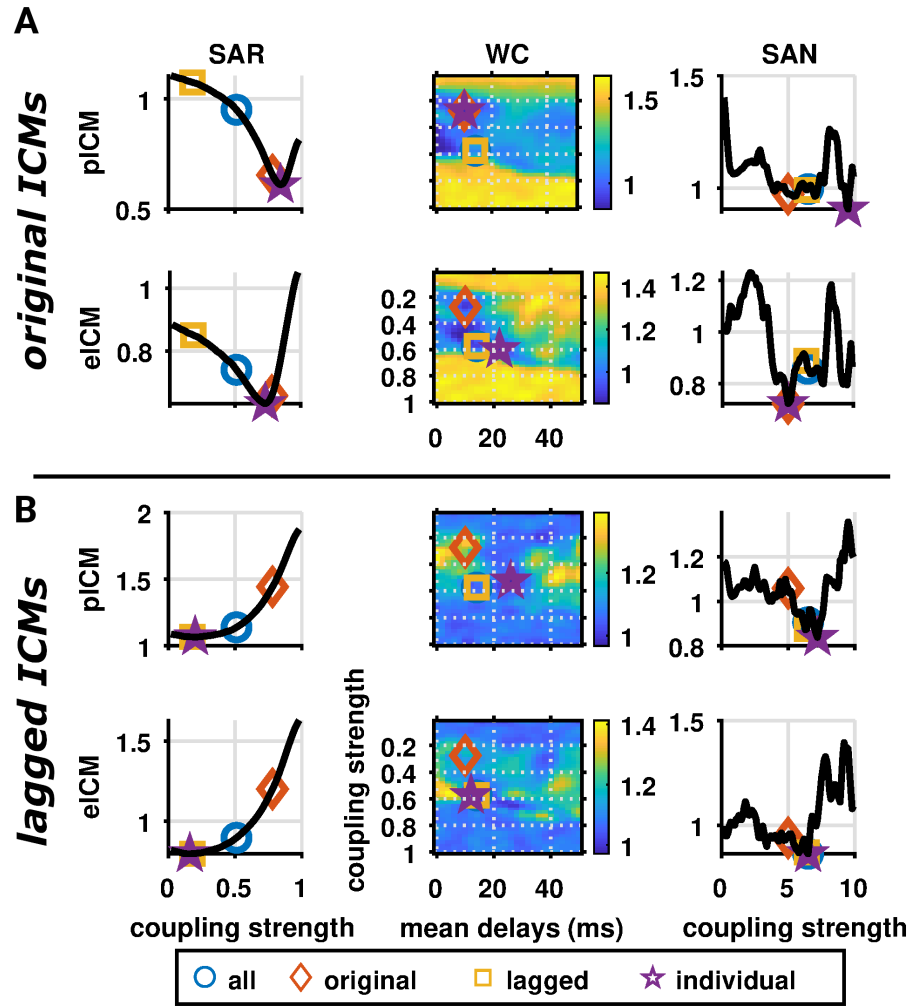 A
SAR WC SAN
original ICMs
pICM
1
0.5
1.5
1
1.5
1
eICM
1
0.8
0.2
0.4
0.6
0.8
1
0 20 40
1.4
1.2
1
1.2
1
0.8
B
lagged ICMs
pICM
2
1.5
1
1.2
1
1.2
1
0.8
eICM
1.5
1
0 0.5 1
coupling strength
coupling strength
0.2
0.4
0.6
0.8
1
0 20 40
mean delays (ms)
1.4
1.2
1
1.5
1
0 5 10
coupling strength
all original lagged individual